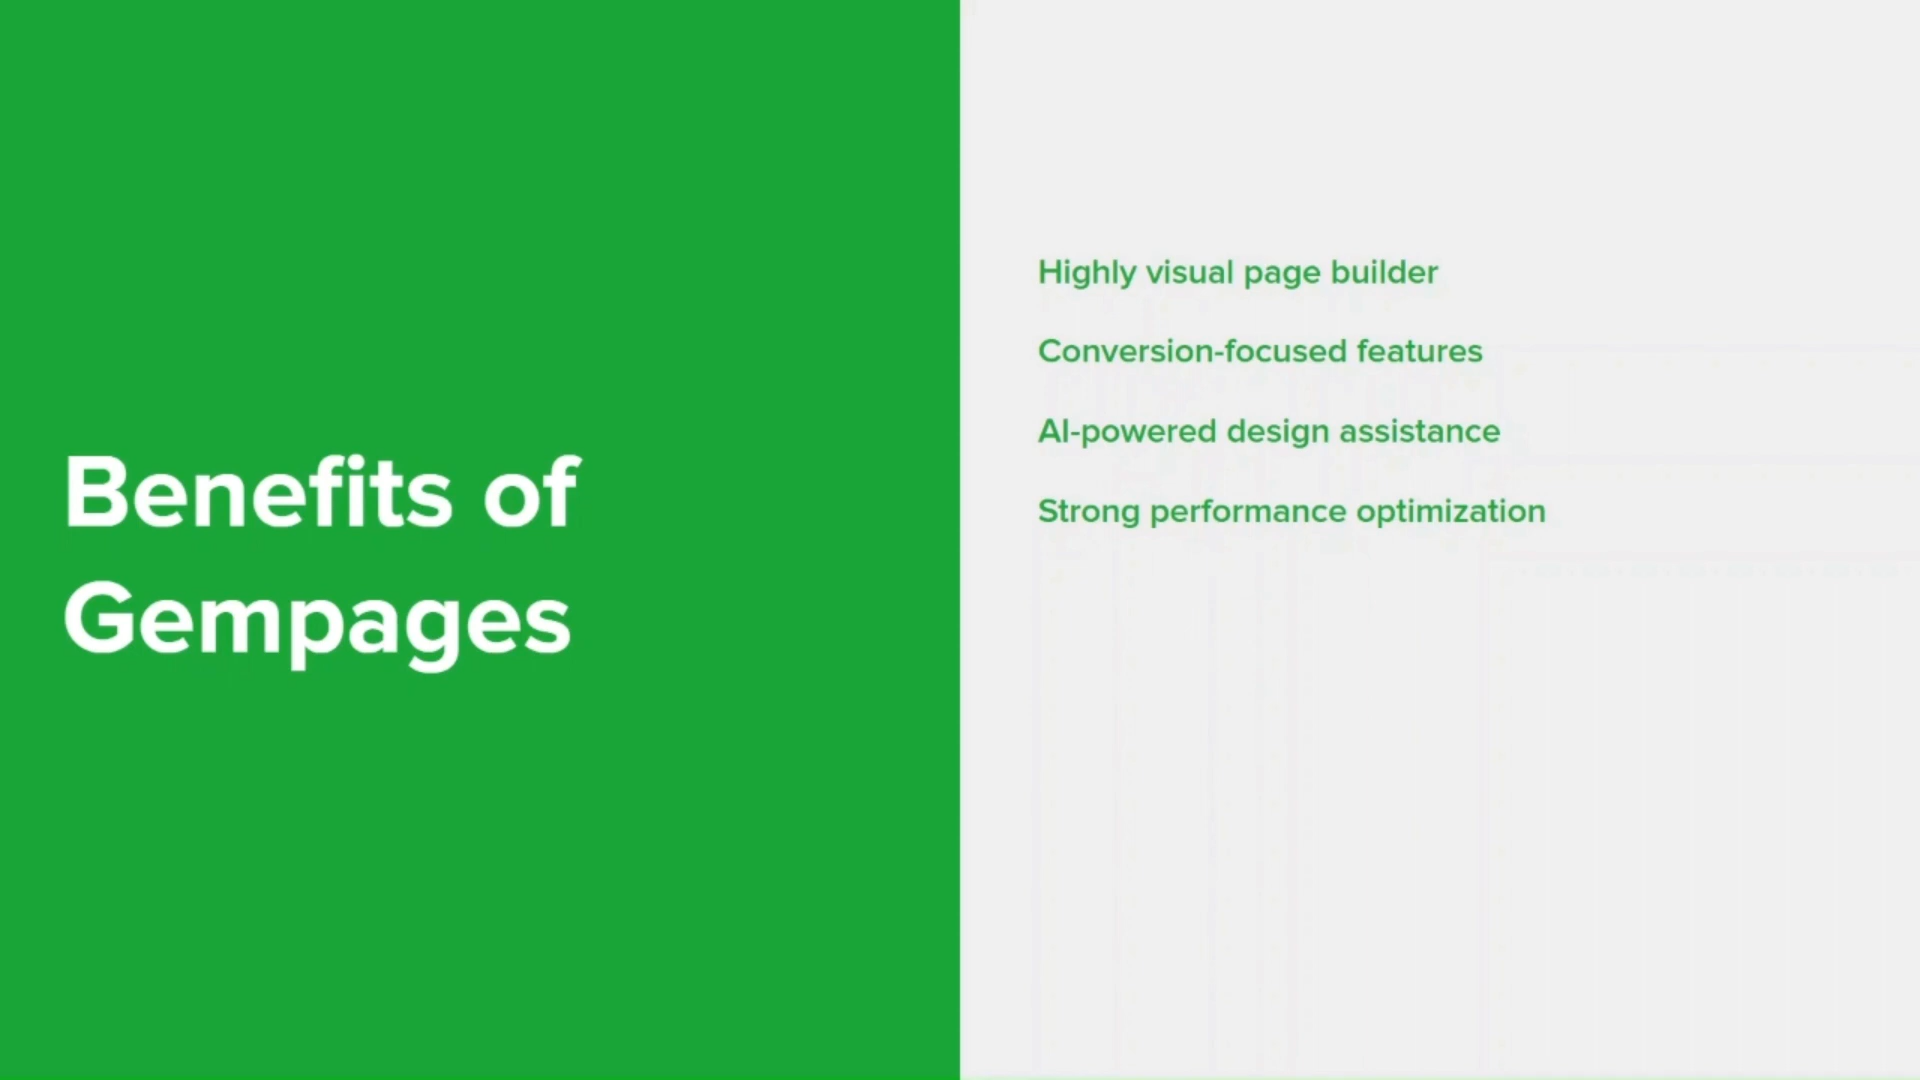 Benefits of
Gempages
Highly visual page builder
Conversion-focused features
AI-powered design assistance
Strong performance optimization